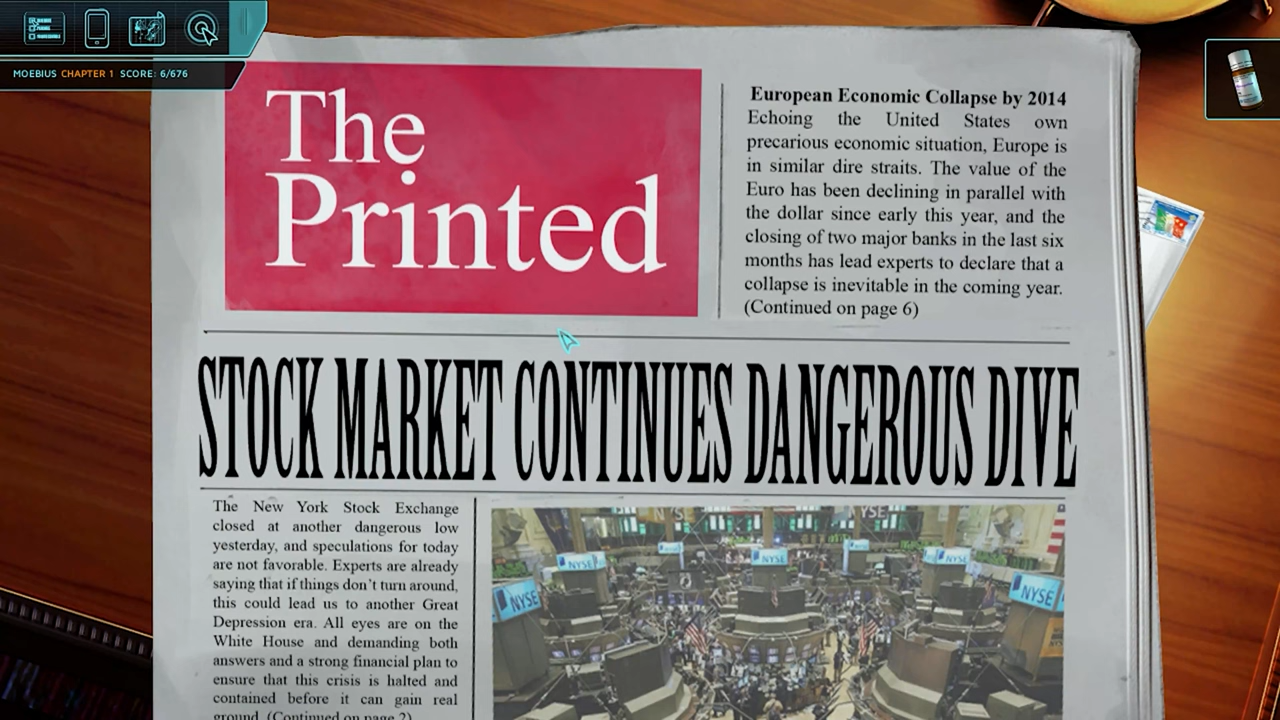 MOEBIUS CHAPTER 1 SCORE: 6/676
The
Printed
European Economic Collapse by 2014
Echoing the United States own
precarious economic situation, Europe is
in similar dire straits. The value of the
Euro has been declining in parallel with
the dollar since early this year, and the
closing of two major banks in the last six
months has lead experts to declare that a
collapse is inevitable in the coming year.
(Continued on page 6)
STOCK MARKET CONTINUES DANGEROUS DIVE
The New York Stock Exchange
closed at another dangerous low
yesterday, and speculations for today
are not favorable. Experts are already
saying that if things don't turn around,
this could lead us to another Great
Depression era. All eyes are on the
White House and demanding both
answers and a strong financial plan to
ensure that this crisis is halted and
contained before it can gain real
ground. (Continued on page 2)
NYSE
NYSE
NYSE
NYSE
NYSE